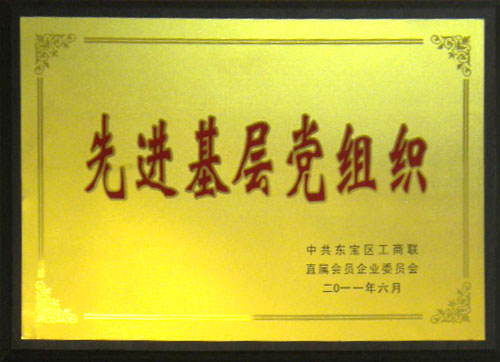 先进基层党组织
中共东宝区工商联
直属会员企业委员会
二O一一年六月